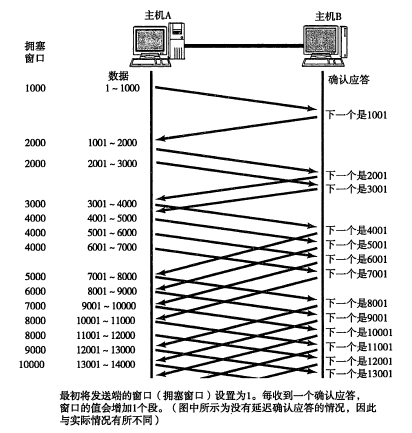 主机A 主机B
拥塞
窗口
数据 确认应答
1000 1～1000
下一个是1001
2000 1001～2000
2000 2001～3000
下一个是2001
下一个是3001
3000 3001～4000
4000 4001～5000
下一个是4001
4000 5001～6000
下一个是5001
4000 6001～7000
下一个是6001
下一个是7001
5000 7001～8000
6000 8001～9000
下一个是8001
7000 9001～10000
下一个是9001
8000 10001～11000
下一个是10001
8000 11001～12000
下一个是11001
9000 12001～13000
下一个是12001
10000 13001～14000
下一个是13001
最初将发送端的窗口（拥塞窗口）设置为1。每收到一个确认应答，
窗口的值会增加1个段。（图中所示为没有延迟确认应答的情况，因此
与实际情况有所不同）